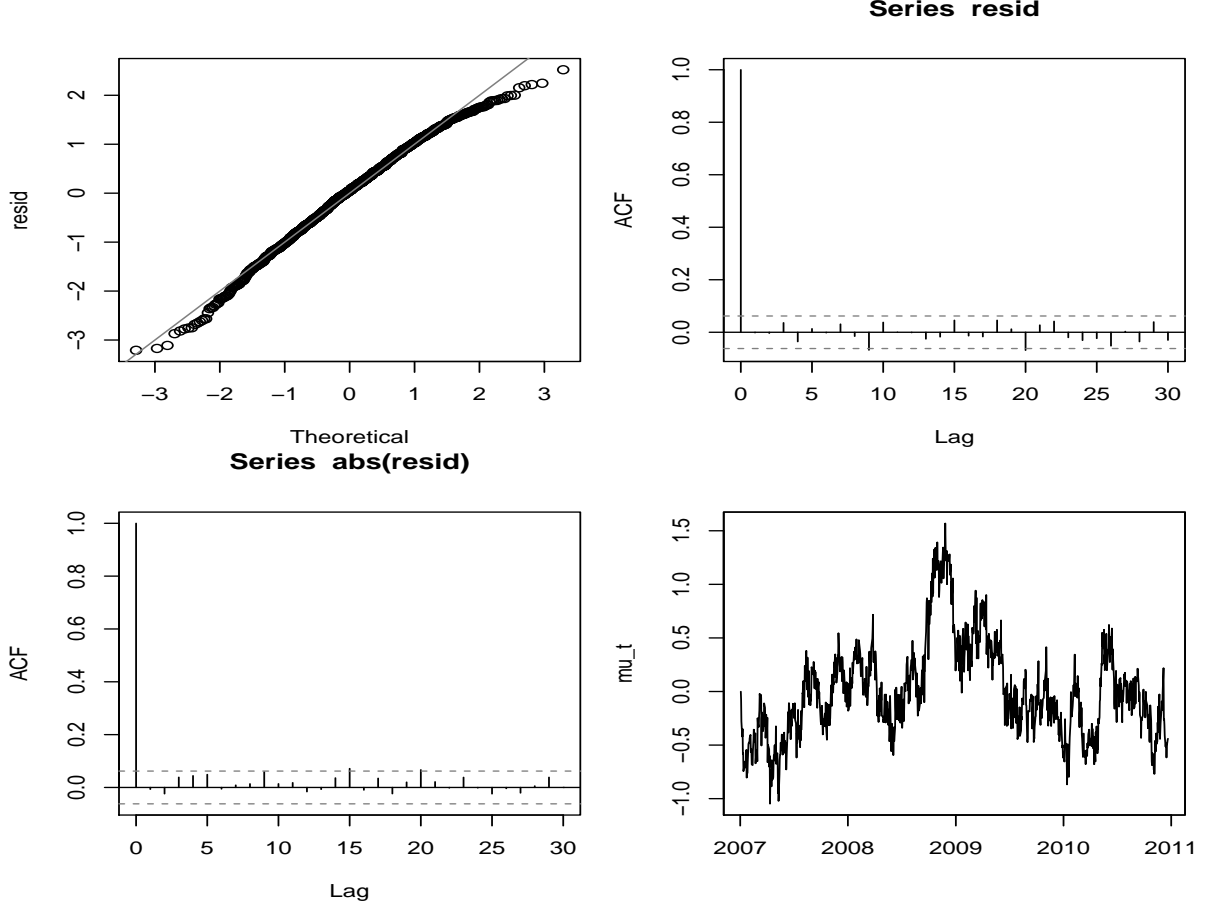 Series resid
resid
2
1
0
−1
−2
−3
−3 −2 −1 0 1 2 3
Theoretical
ACF
1.0
0.8
0.6
0.4
0.2
0.0
0 5 10 15 20 25 30
Lag
Series abs(resid)
ACF
1.0
0.8
0.6
0.4
0.2
0.0
0 5 10 15 20 25 30
Lag
mu_t
1.5
1.0
0.5
0.0
−0.5
−1.0
2007 2008 2009 2010 2011